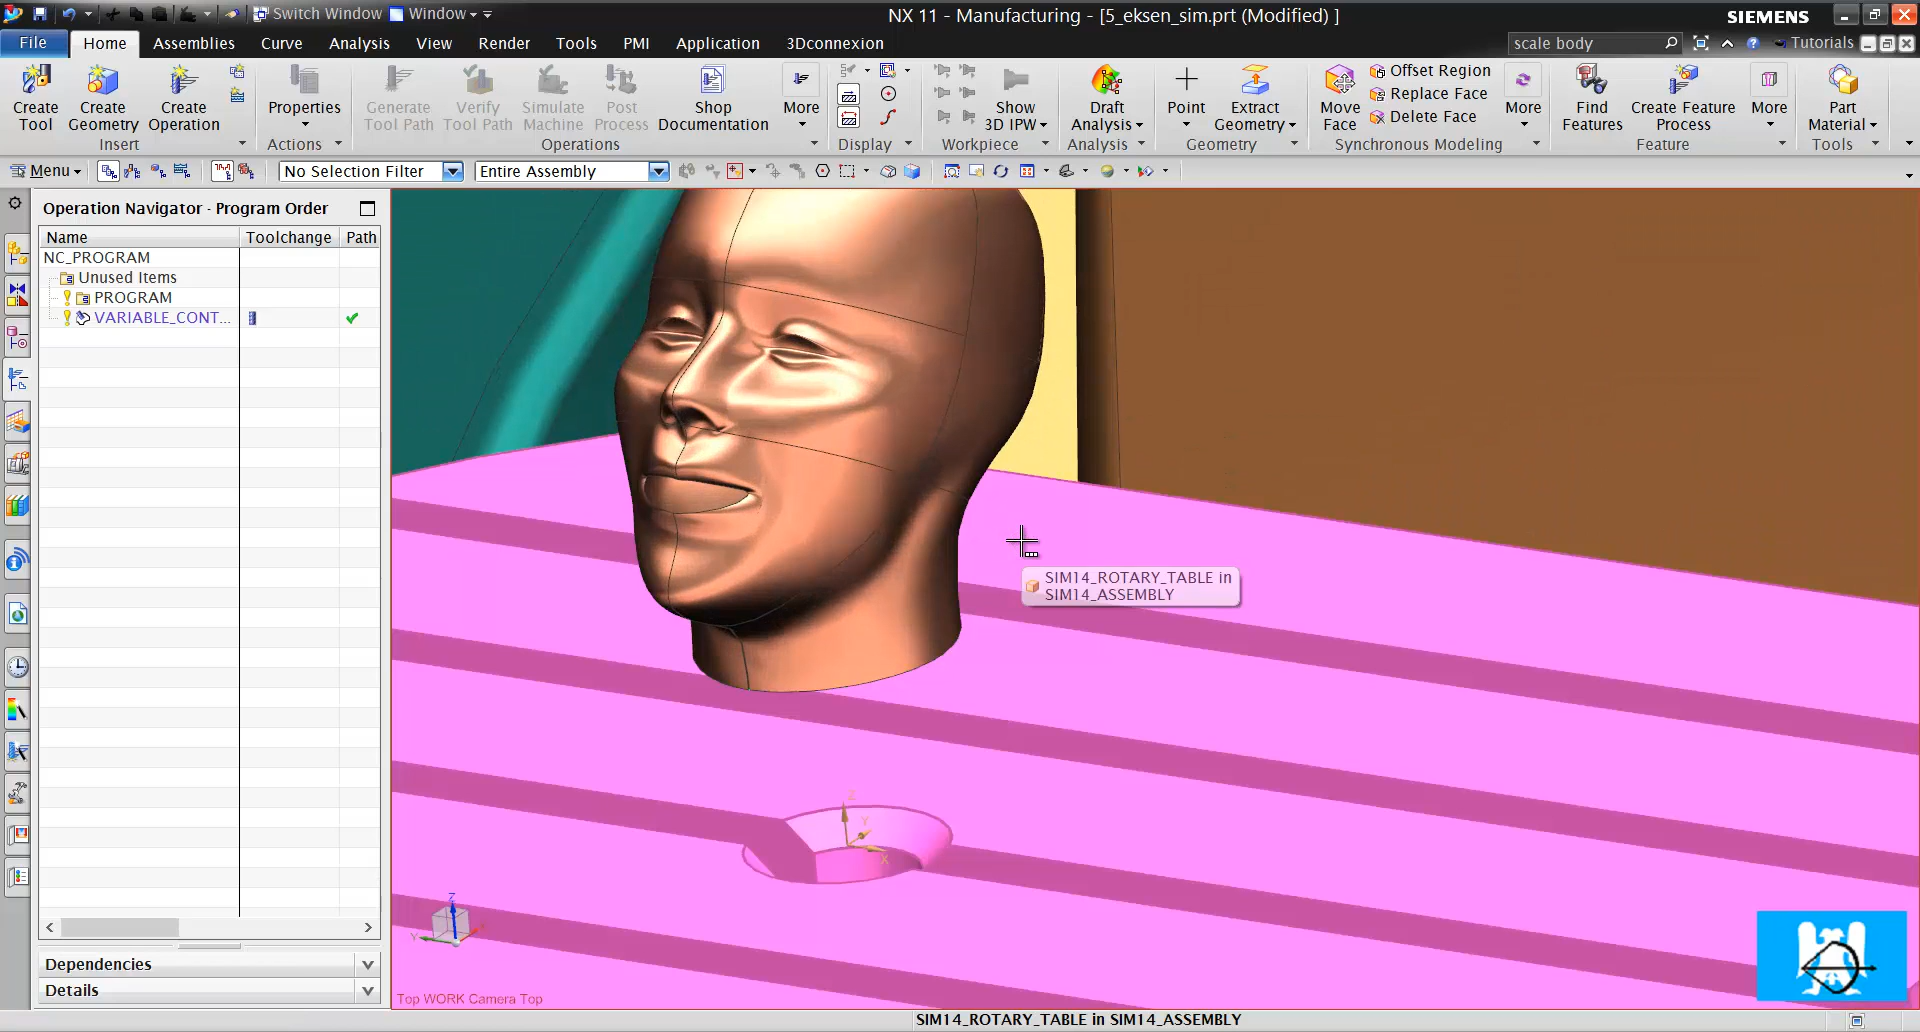 Switch Window Window NX 11 - Manufacturing - [5_eksen_sim.prt (Modified) ] SIEMENS
File Home Assemblies Curve Analysis View Render Tools PMI Application 3Dconnexion scale body Tutorials
Create Tool
Create Geometry
Create Operation
Insert
Properties
Actions
Generate Tool Path
Verify Tool Path
Simulate Machine
Post Process
Shop Documentation
More
Operations
Display
Show 3D IPW
Workpiece
Draft Analysis
Analysis
Point
Extract Geometry
Geometry
Move Face
Offset Region
Replace Face
Delete Face
More
Synchronous Modeling
Find Features
Create Feature Process
More
Feature
Part Material
Tools
Menu No Selection Filter Entire Assembly
Operation Navigator - Program Order
Name Toolchange Path
NC_PROGRAM
Unused Items
PROGRAM
VARIABLE_CONT...
SIM14_ROTARY_TABLE in
SIM14_ASSEMBLY
Z
Y
X
Z
Y
Dependencies
Details
Top WORK Camera Top
SIM14_ROTARY_TABLE in SIM14_ASSEMBLY